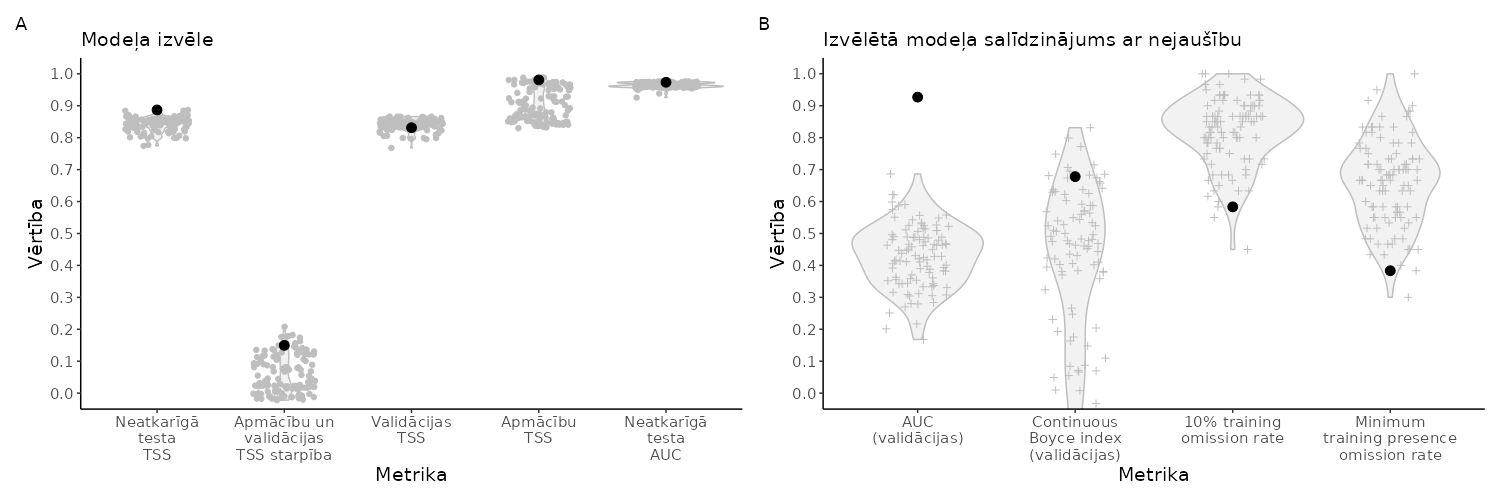 A
Modeļa izvēle
Vērtība
1.0
0.9
0.8
0.7
0.6
0.5
0.4
0.3
0.2
0.1
0.0
Neatkarīgā
testa
TSS
Apmācību un
validācijas
TSS starpība
Validācijas
TSS
Apmācību
TSS
Neatkarīgā
testa
AUC
Metrika
B
Izvēlētā modeļa salīdzinājums ar nejaušību
Vērtība
1.0
0.9
0.8
0.7
0.6
0.5
0.4
0.3
0.2
0.1
0.0
AUC
(validācijas)
Continuous
Boyce index
(validācijas)
10% training
omission rate
Minimum
training presence
omission rate
Metrika